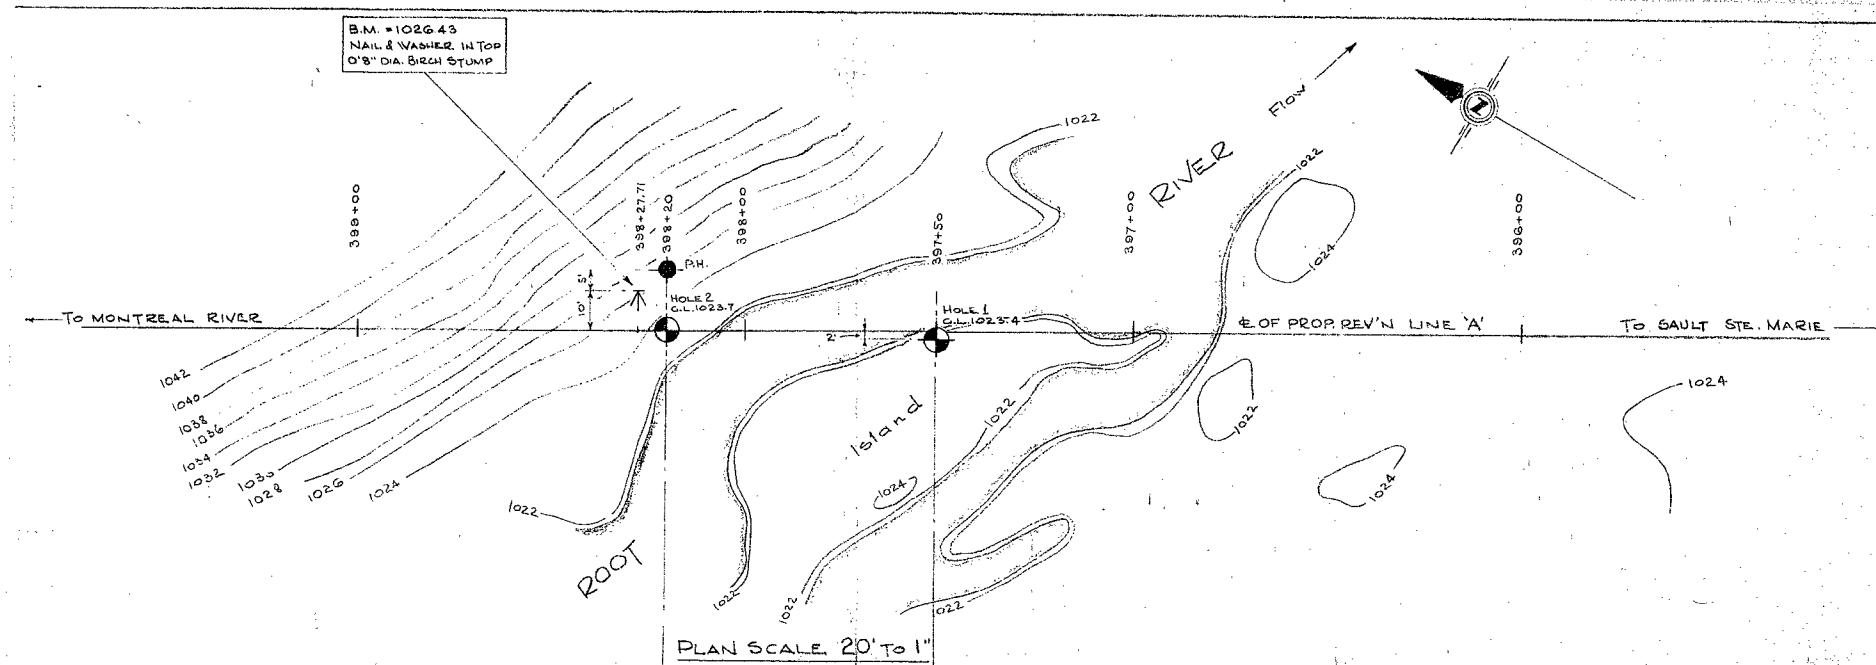 B.M. = 1026.43
NAIL & WASHER IN TOP
0'8" DIA. BIRCH STUMP
1022
Flow
RIVER
1022
1024
399+00
398+27.71
398+20
398+00
397+50
397+00
396+00
5'
P.H.
10'
HOLE 2
G.L. 1023.7
HOLE 1
G.L. 1023.4
2'
TO MONTREAL RIVER
℄ OF PROP. REV'N LINE 'A'
TO SAULT STE. MARIE
1042
1040
1038
1036
1034
1032
1030
1028
1026
1024
1022
ROOT
Island
1022
1024
1022
1024
1024
1022
1022
1022
PLAN SCALE 20' TO 1"